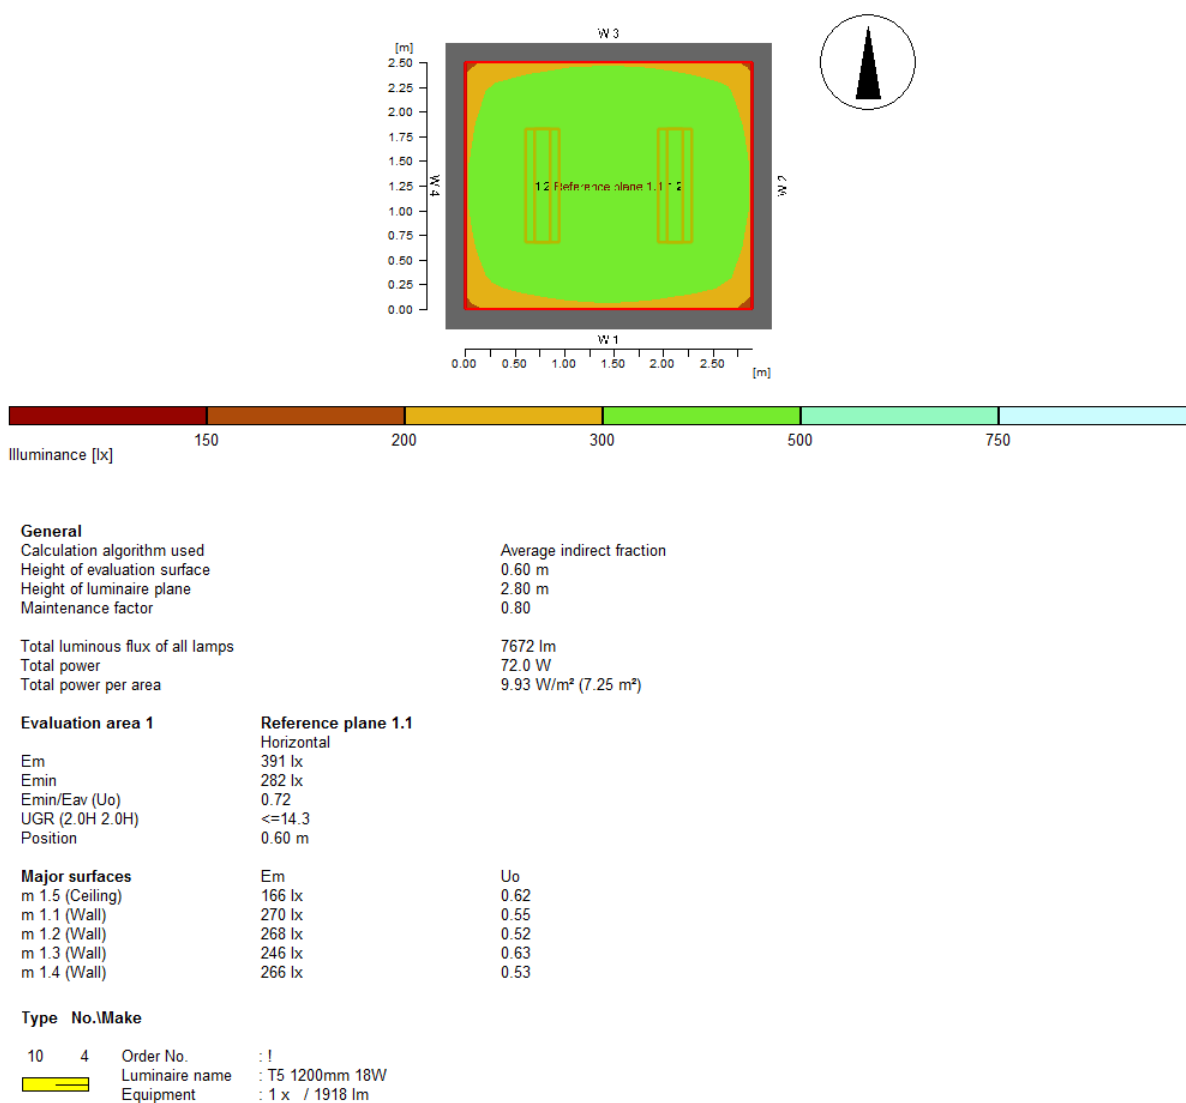 W 3
[m]
2.50
2.25
2.00
1.75
1.50
1.25
1.00
0.75
0.50
0.25
0.00
W 4
1 2 Reference plane 1.1 1 2
W 2
W 1
0.00 0.50 1.00 1.50 2.00 2.50
[m]
150 200 300 500 750
Illuminance [lx]
General
Calculation algorithm used Average indirect fraction
Height of evaluation surface 0.60 m
Height of luminaire plane 2.80 m
Maintenance factor 0.80
Total luminous flux of all lamps 7672 lm
Total power 72.0 W
Total power per area 9.93 W/m² (7.25 m²)
Evaluation area 1 Reference plane 1.1
Horizontal
Em 391 lx
Emin 282 lx
Emin/Eav (Uo) 0.72
UGR (2.0H 2.0H) <=14.3
Position 0.60 m
Major surfaces Em Uo
m 1.5 (Ceiling) 166 lx 0.62
m 1.1 (Wall) 270 lx 0.55
m 1.2 (Wall) 268 lx 0.52
m 1.3 (Wall) 246 lx 0.63
m 1.4 (Wall) 266 lx 0.53
Type No.\Make
10 4 Order No. : !
Luminaire name : T5 1200mm 18W
Equipment : 1 x / 1918 lm